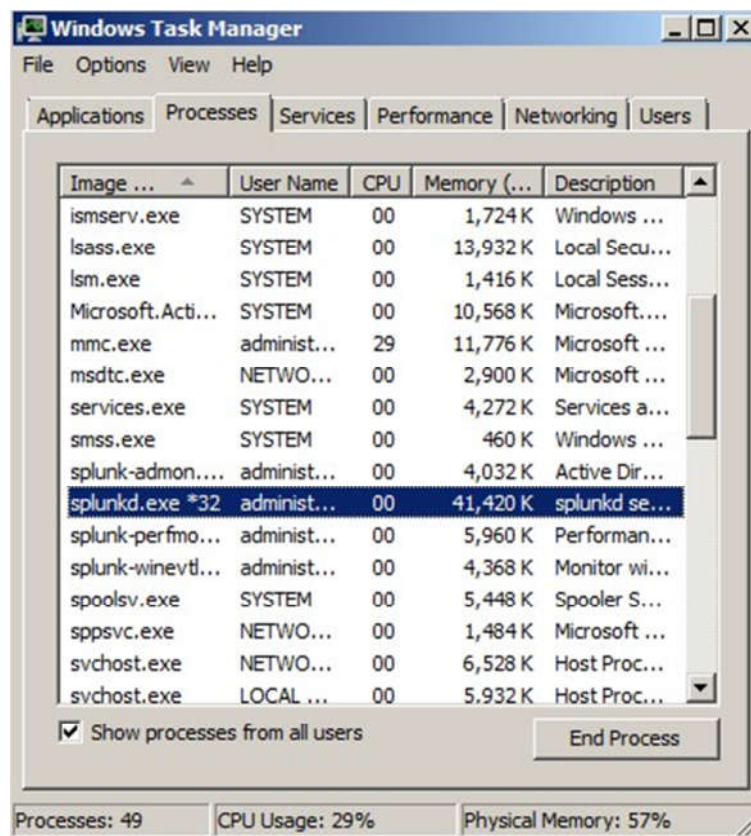 Windows Task Manager
File Options View Help
Applications Processes Services Performance Networking Users
Image ... User Name CPU Memory (... Description
ismserv.exe SYSTEM 00 1,724 K Windows ...
lsass.exe SYSTEM 00 13,932 K Local Secu...
lsm.exe SYSTEM 00 1,416 K Local Sess...
Microsoft.Acti... SYSTEM 00 10,568 K Microsoft....
mmc.exe administ... 29 11,776 K Microsoft ...
msdtc.exe NETWO... 00 2,900 K Microsoft ...
services.exe SYSTEM 00 4,272 K Services a...
smss.exe SYSTEM 00 460 K Windows ...
splunk-admon.... administ... 00 4,032 K Active Dir...
splunkd.exe *32 administ... 00 41,420 K splunkd se...
splunk-perfmo... administ... 00 5,960 K Performan...
splunk-winevtl... administ... 00 4,368 K Monitor wi...
spoolsv.exe SYSTEM 00 5,448 K Spooler S...
sppsvc.exe NETWO... 00 1,484 K Microsoft ...
svchost.exe NETWO... 00 6,528 K Host Proc...
svchost.exe LOCAL ... 00 5,932 K Host Proc...
Show processes from all users End Process
Processes: 49 CPU Usage: 29% Physical Memory: 57%